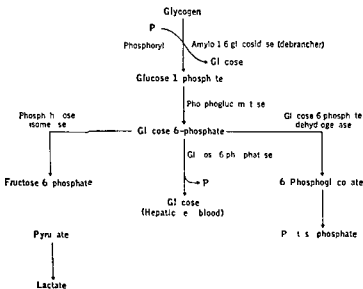 Glycogen
P
Phosphoryl Amylo 1 6 gl cosid se (debrancher)
Gl cose
Glucose 1 phosph te
Pho phogluc m t se
Phosph h ose
isome se
Gl cose 6 phosph te
dehyd oge ase
Gl cose 6-phosphate
Gl os 6 ph phat se
Fructose 6 phosphate
P
6 Phosphogl co ate
Gl cose
(Hepatic e blood)
Pyru ate
P t s phosphate
Lactate